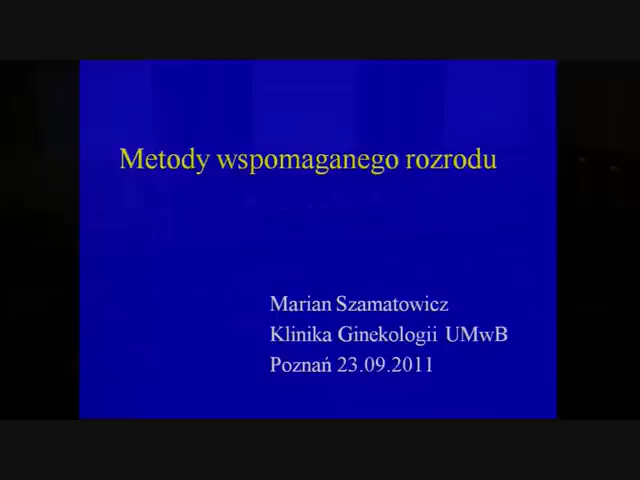 Metody wspomaganego rozrodu
Marian Szamatowicz
Klinika Ginekologii UMwB
Poznań 23.09.2011